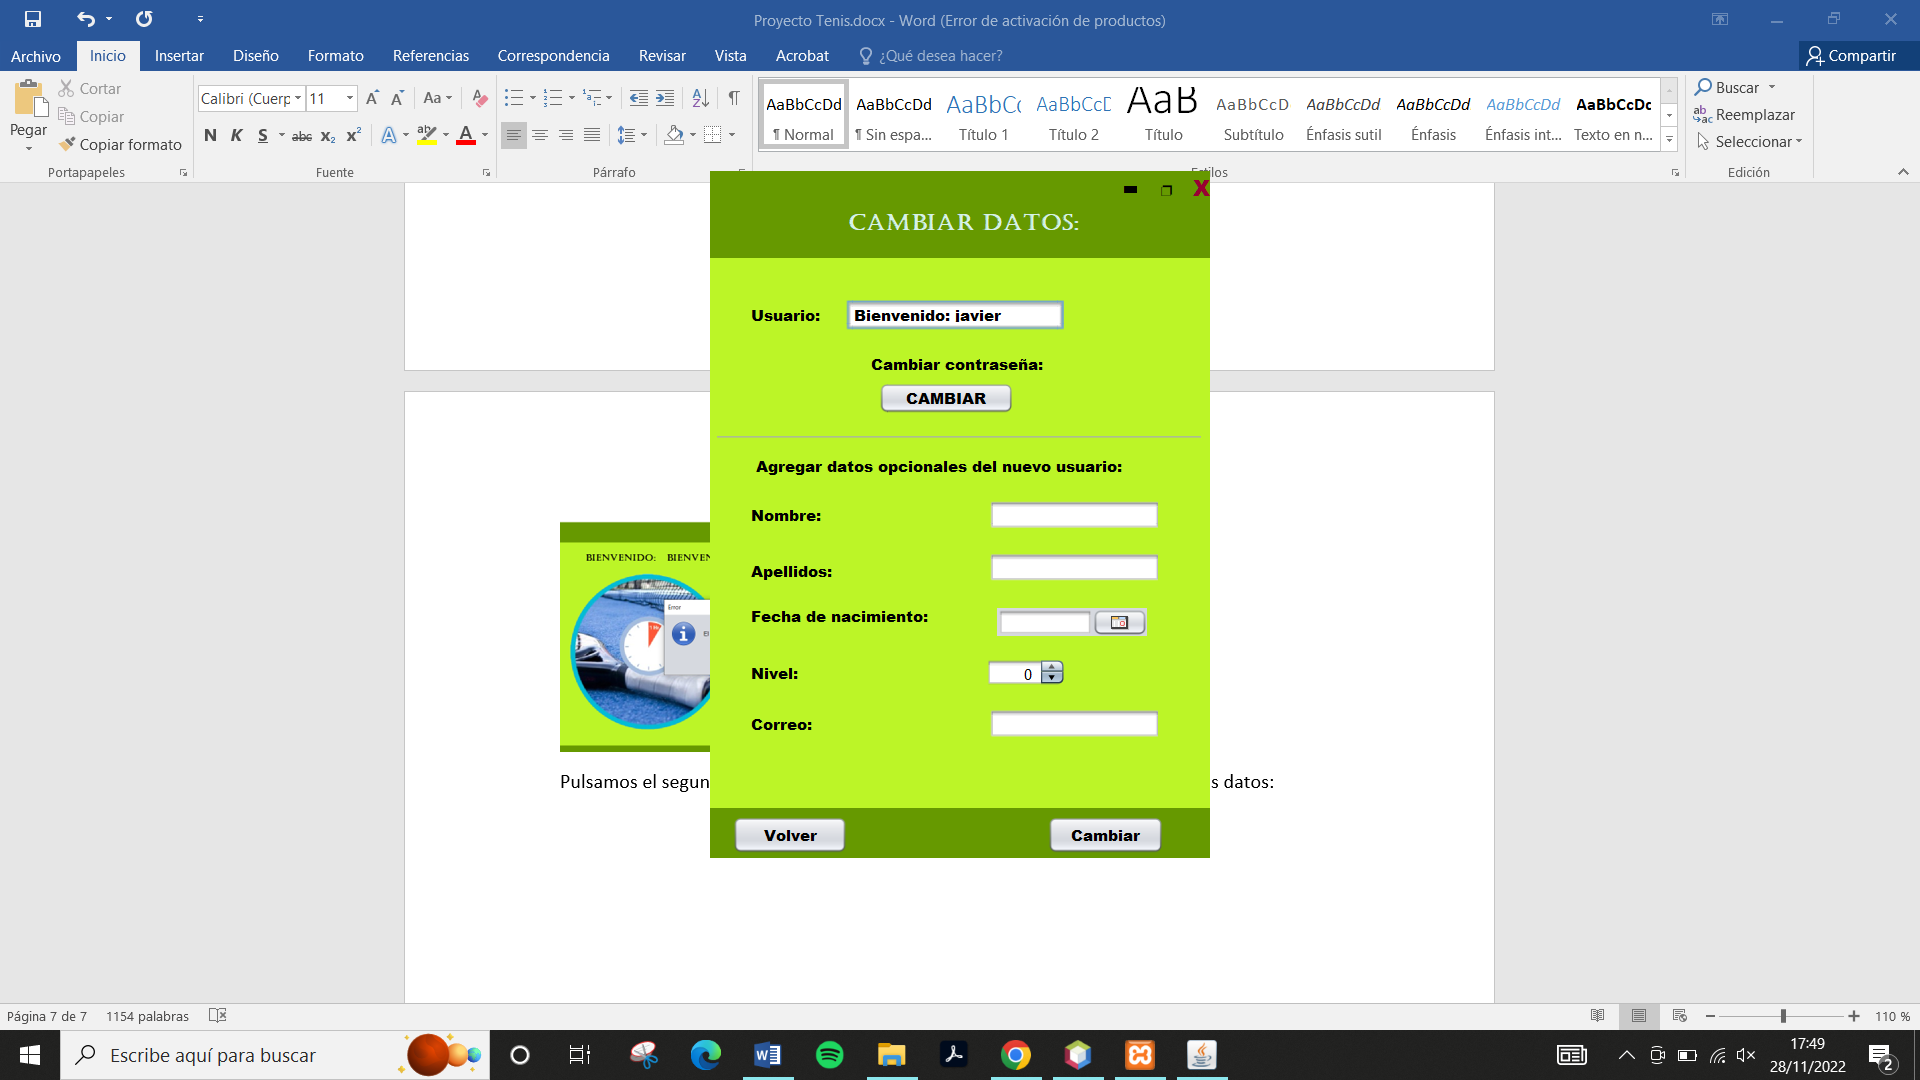 Proyecto Tenis.docx - Word (Error de activación de productos)
Archivo Inicio Insertar Diseño Formato Referencias Correspondencia Revisar Vista Acrobat ¿Qué desea hacer? Compartir
Pegar
Cortar
Copiar
Copiar formato
Portapapeles
Calibri (Cuerp 11
N K S abc x₂ x²
Fuente
Párrafo
AaBbCcDd AaBbCcDd AaBbC AaBbCcD AaB AaBbCcD AaBbCcDd AaBbCcDd AaBbCcDd AaBbCcDc
¶ Normal ¶ Sin espa... Título 1 Título 2 Título Subtítulo Énfasis sutil Énfasis Énfasis int... Texto en n...
Buscar
Reemplazar
Seleccionar
Edición
X
CAMBIAR DATOS:
Usuario: Bienvenido: javier
Cambiar contraseña:
CAMBIAR
Agregar datos opcionales del nuevo usuario:
Nombre:
Apellidos:
Fecha de nacimiento:
Nivel: 0
Correo:
Volver Cambiar
BIENVENIDO:
Error
Pulsamos el segun
s datos:
Página 7 de 7 1154 palabras 110 %
Escribe aquí para buscar
17:49
28/11/2022
2